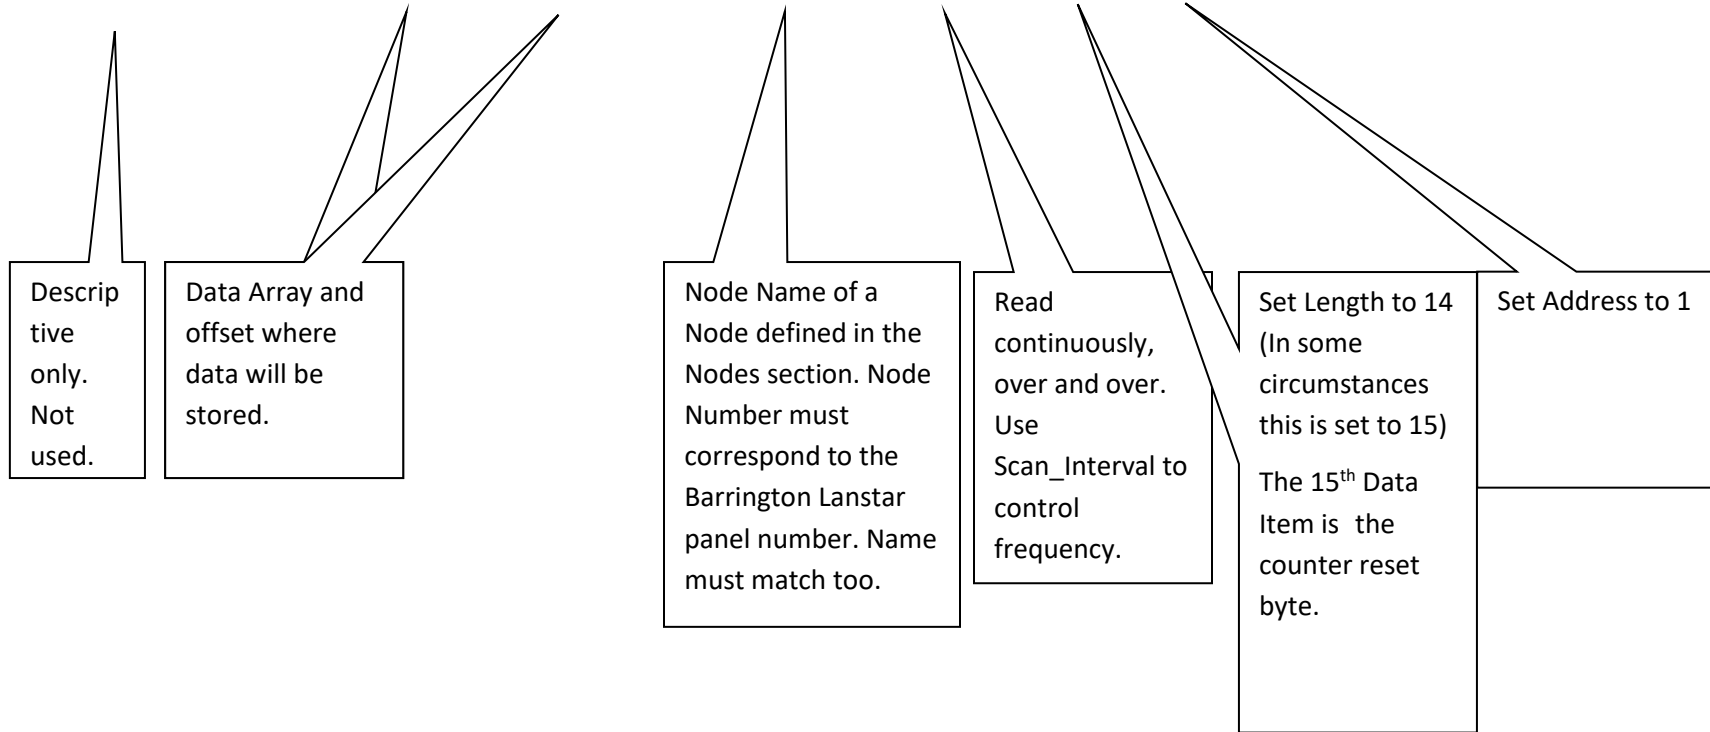 Descrip
tive
only.
Not
used.
Data Array and
offset where
data will be
stored.
Node Name of a
Node defined in the
Nodes section. Node
Number must
correspond to the
Barrington Lanstar
panel number. Name
must match too.
Read
continuously,
over and over.
Use
Scan_Interval to
control
frequency.
Set Length to 14
(In some
circumstances
this is set to 15)
The 15th Data
Item is the
counter reset
byte.
Set Address to 1